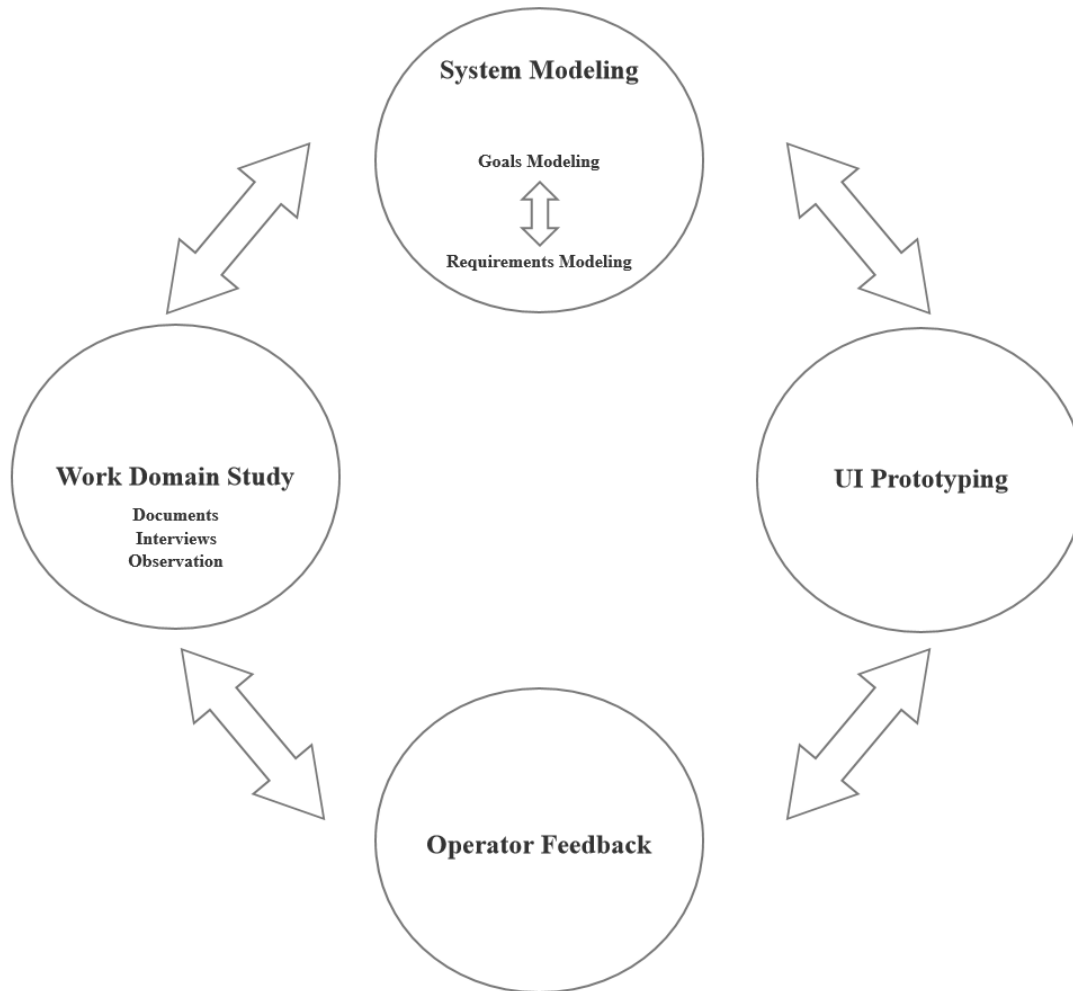 System Modeling
Goals Modeling
Requirements Modeling
Work Domain Study
Documents
Interviews
Observation
UI Prototyping
Operator Feedback